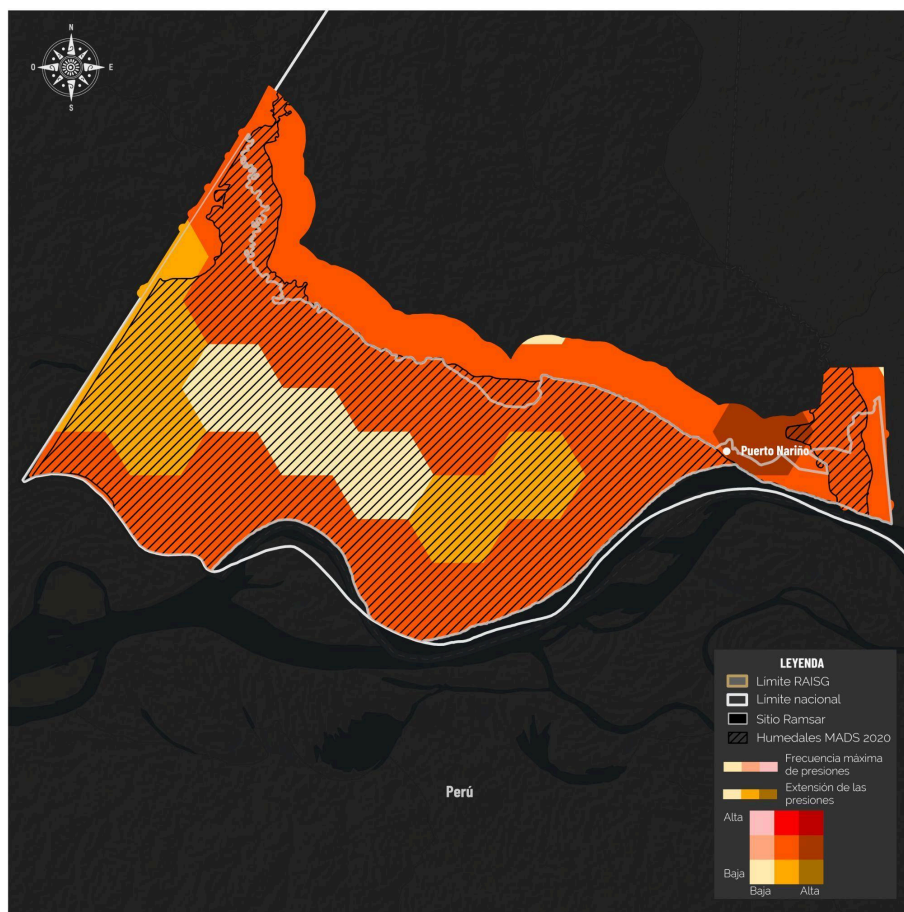 N
O
E
S
Puerto Nariño
Perú
LEYENDA
Límite RAISG
Límite nacional
Sitio Ramsar
Humedales MADS 2020
Frecuencia máxima
de presiones
Extensión de las
presiones
Alta
Baja
Baja
Alta